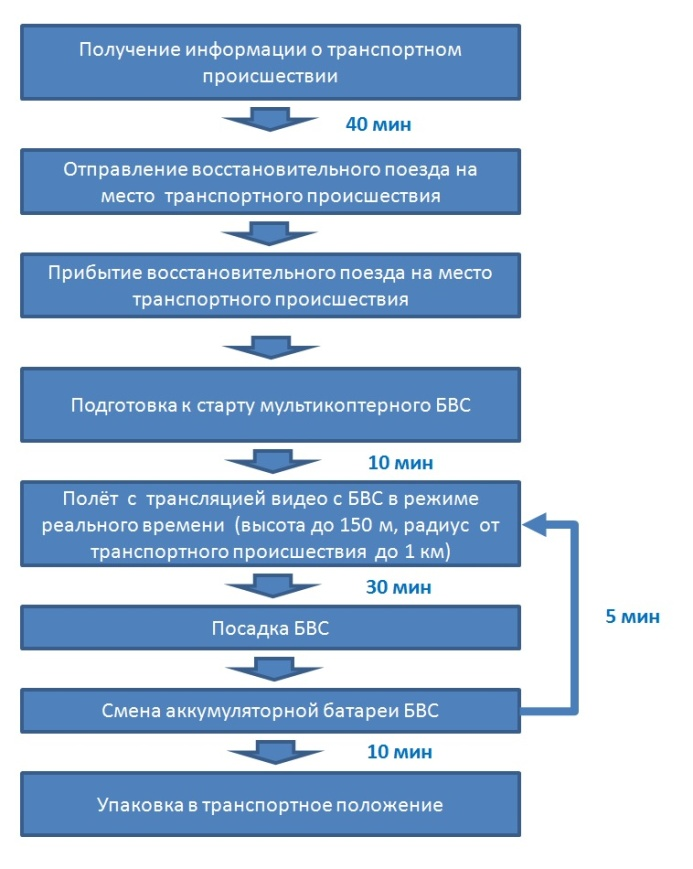 Получение информации о транспортном
происшествии
40 мин
Отправление восстановительного поезда на
место транспортного происшествия
Прибытие восстановительного поезда на место
транспортного происшествия
Подготовка к старту мультикоптерного БВС
10 мин
Полёт с трансляцией видео с БВС в режиме
реального времени (высота до 150 м, радиус от
транспортного происшествия до 1 км)
30 мин
5 мин
Посадка БВС
Смена аккумуляторной батареи БВС
10 мин
Упаковка в транспортное положение